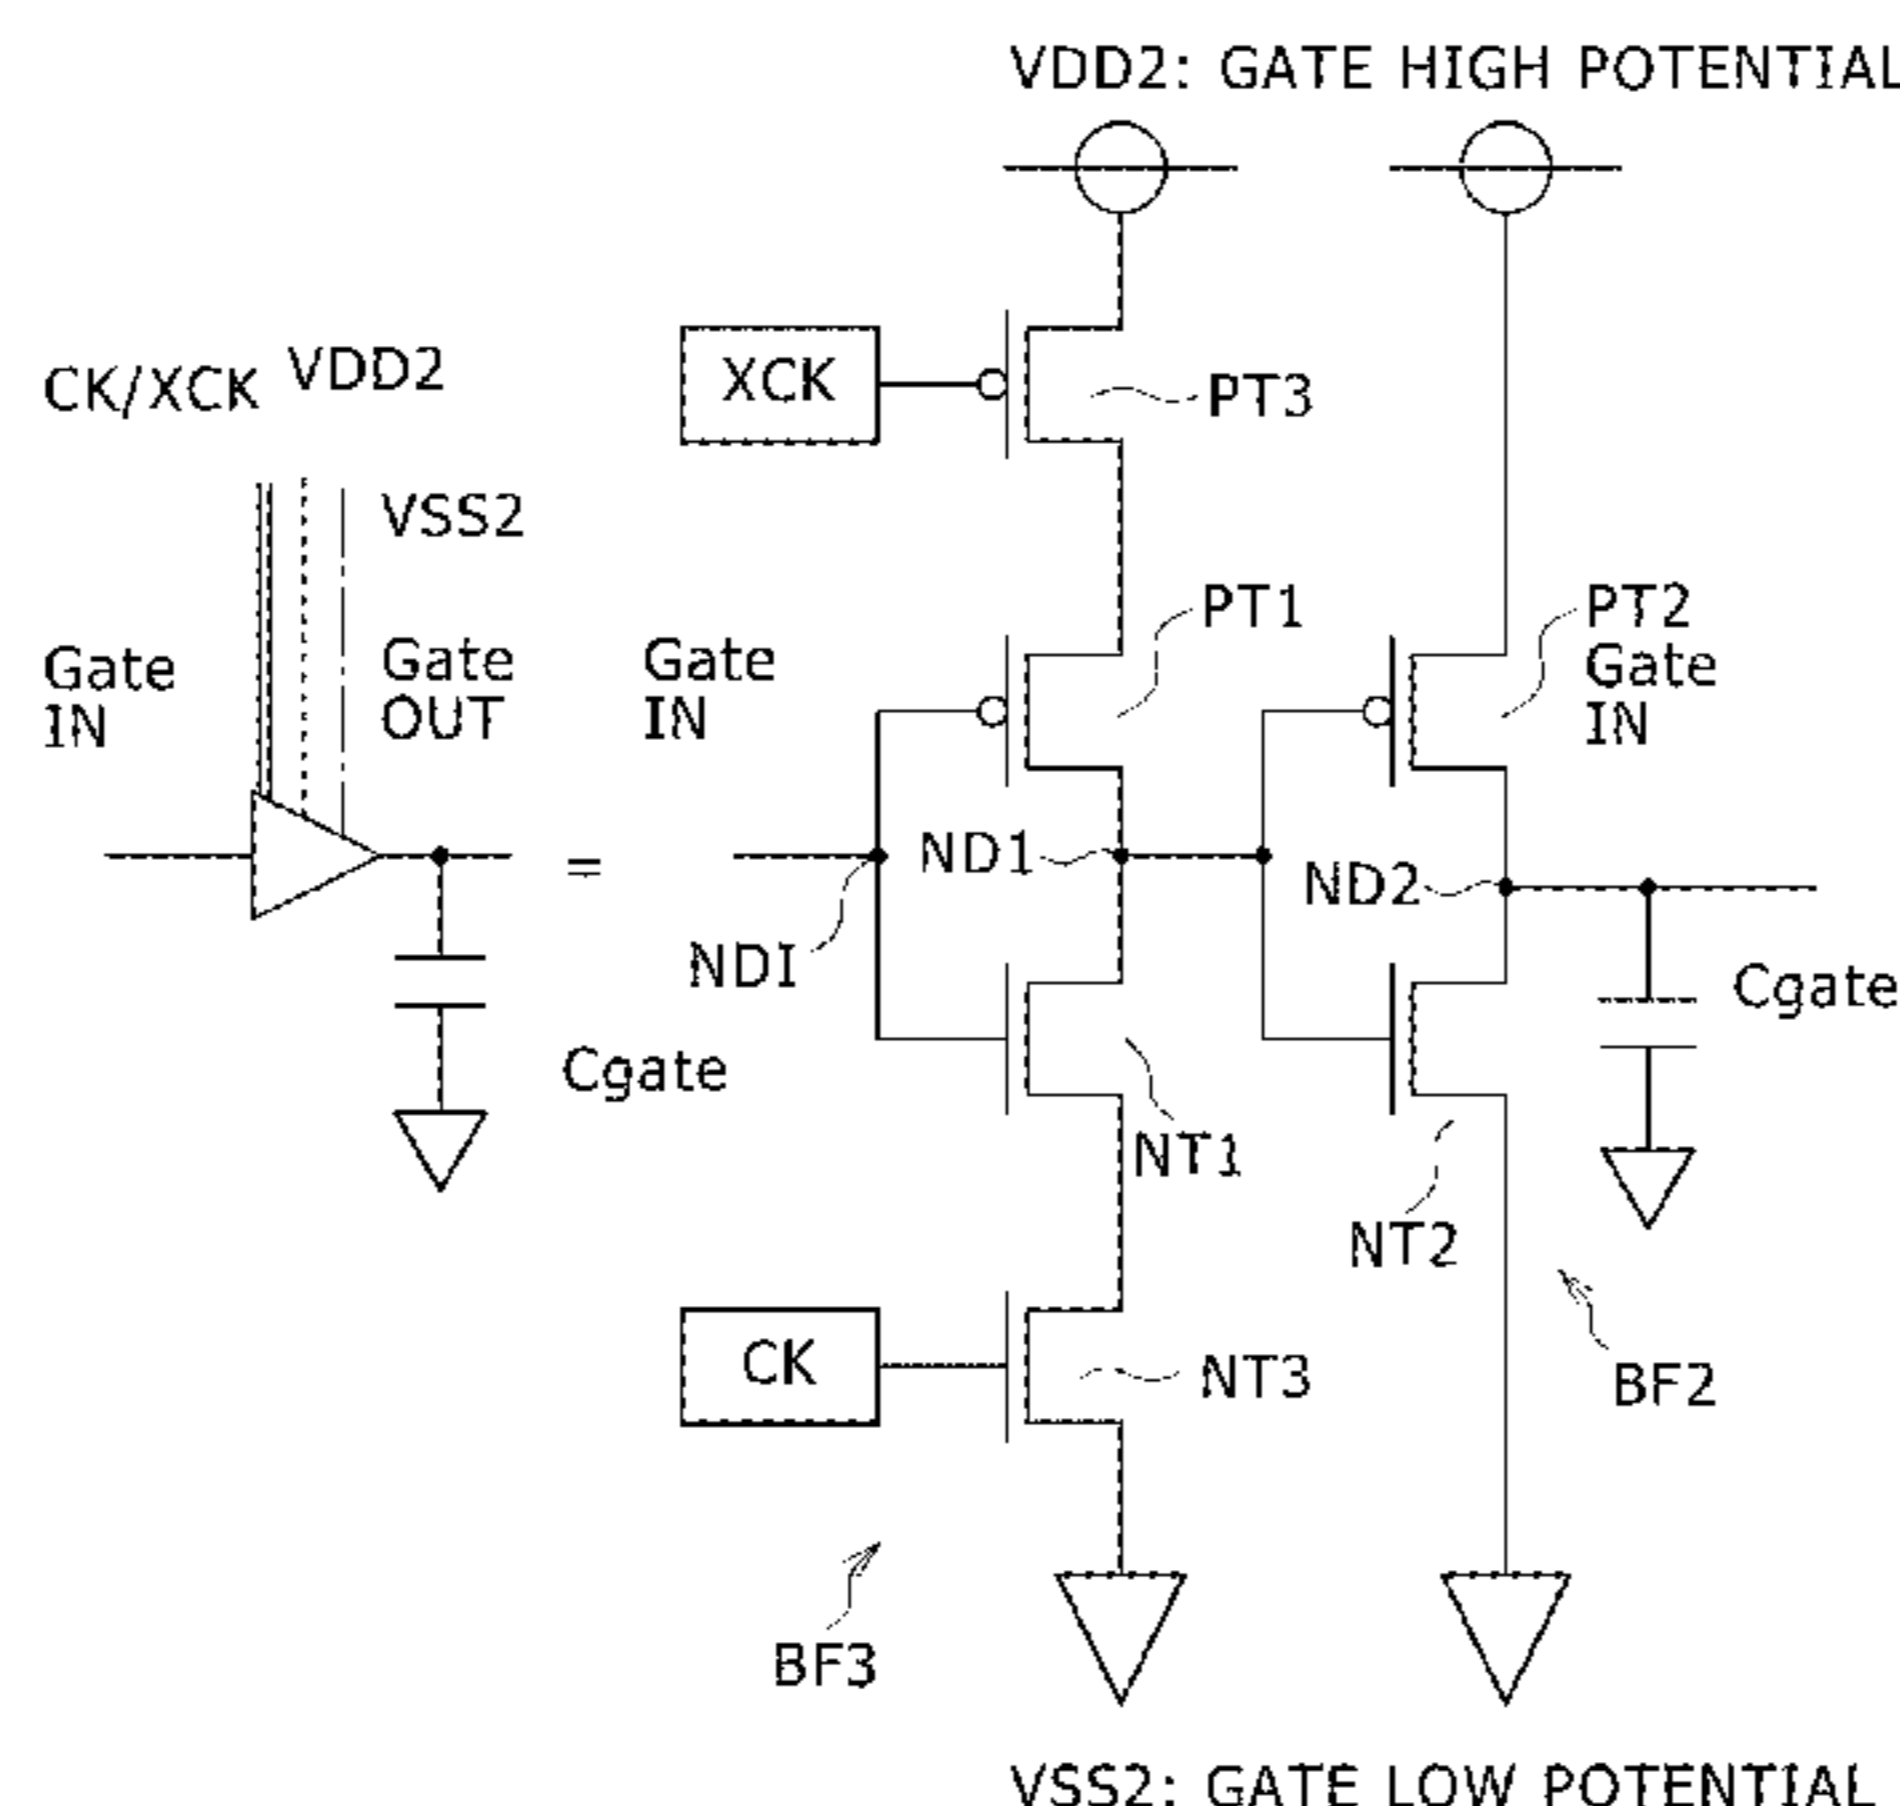 VDD2: GATE HIGH POTENTIAL
CK/XCK
VDD2
XCK
PT3
VSS2
PT1
PT2
Gate
IN
Gate
OUT
Gate
IN
Gate
IN
ND1
ND2
NDI
Cgate
Cgate
NT1
NT2
CK
NT3
BF2
BF3
VSS2: GATE LOW POTENTIAL
=